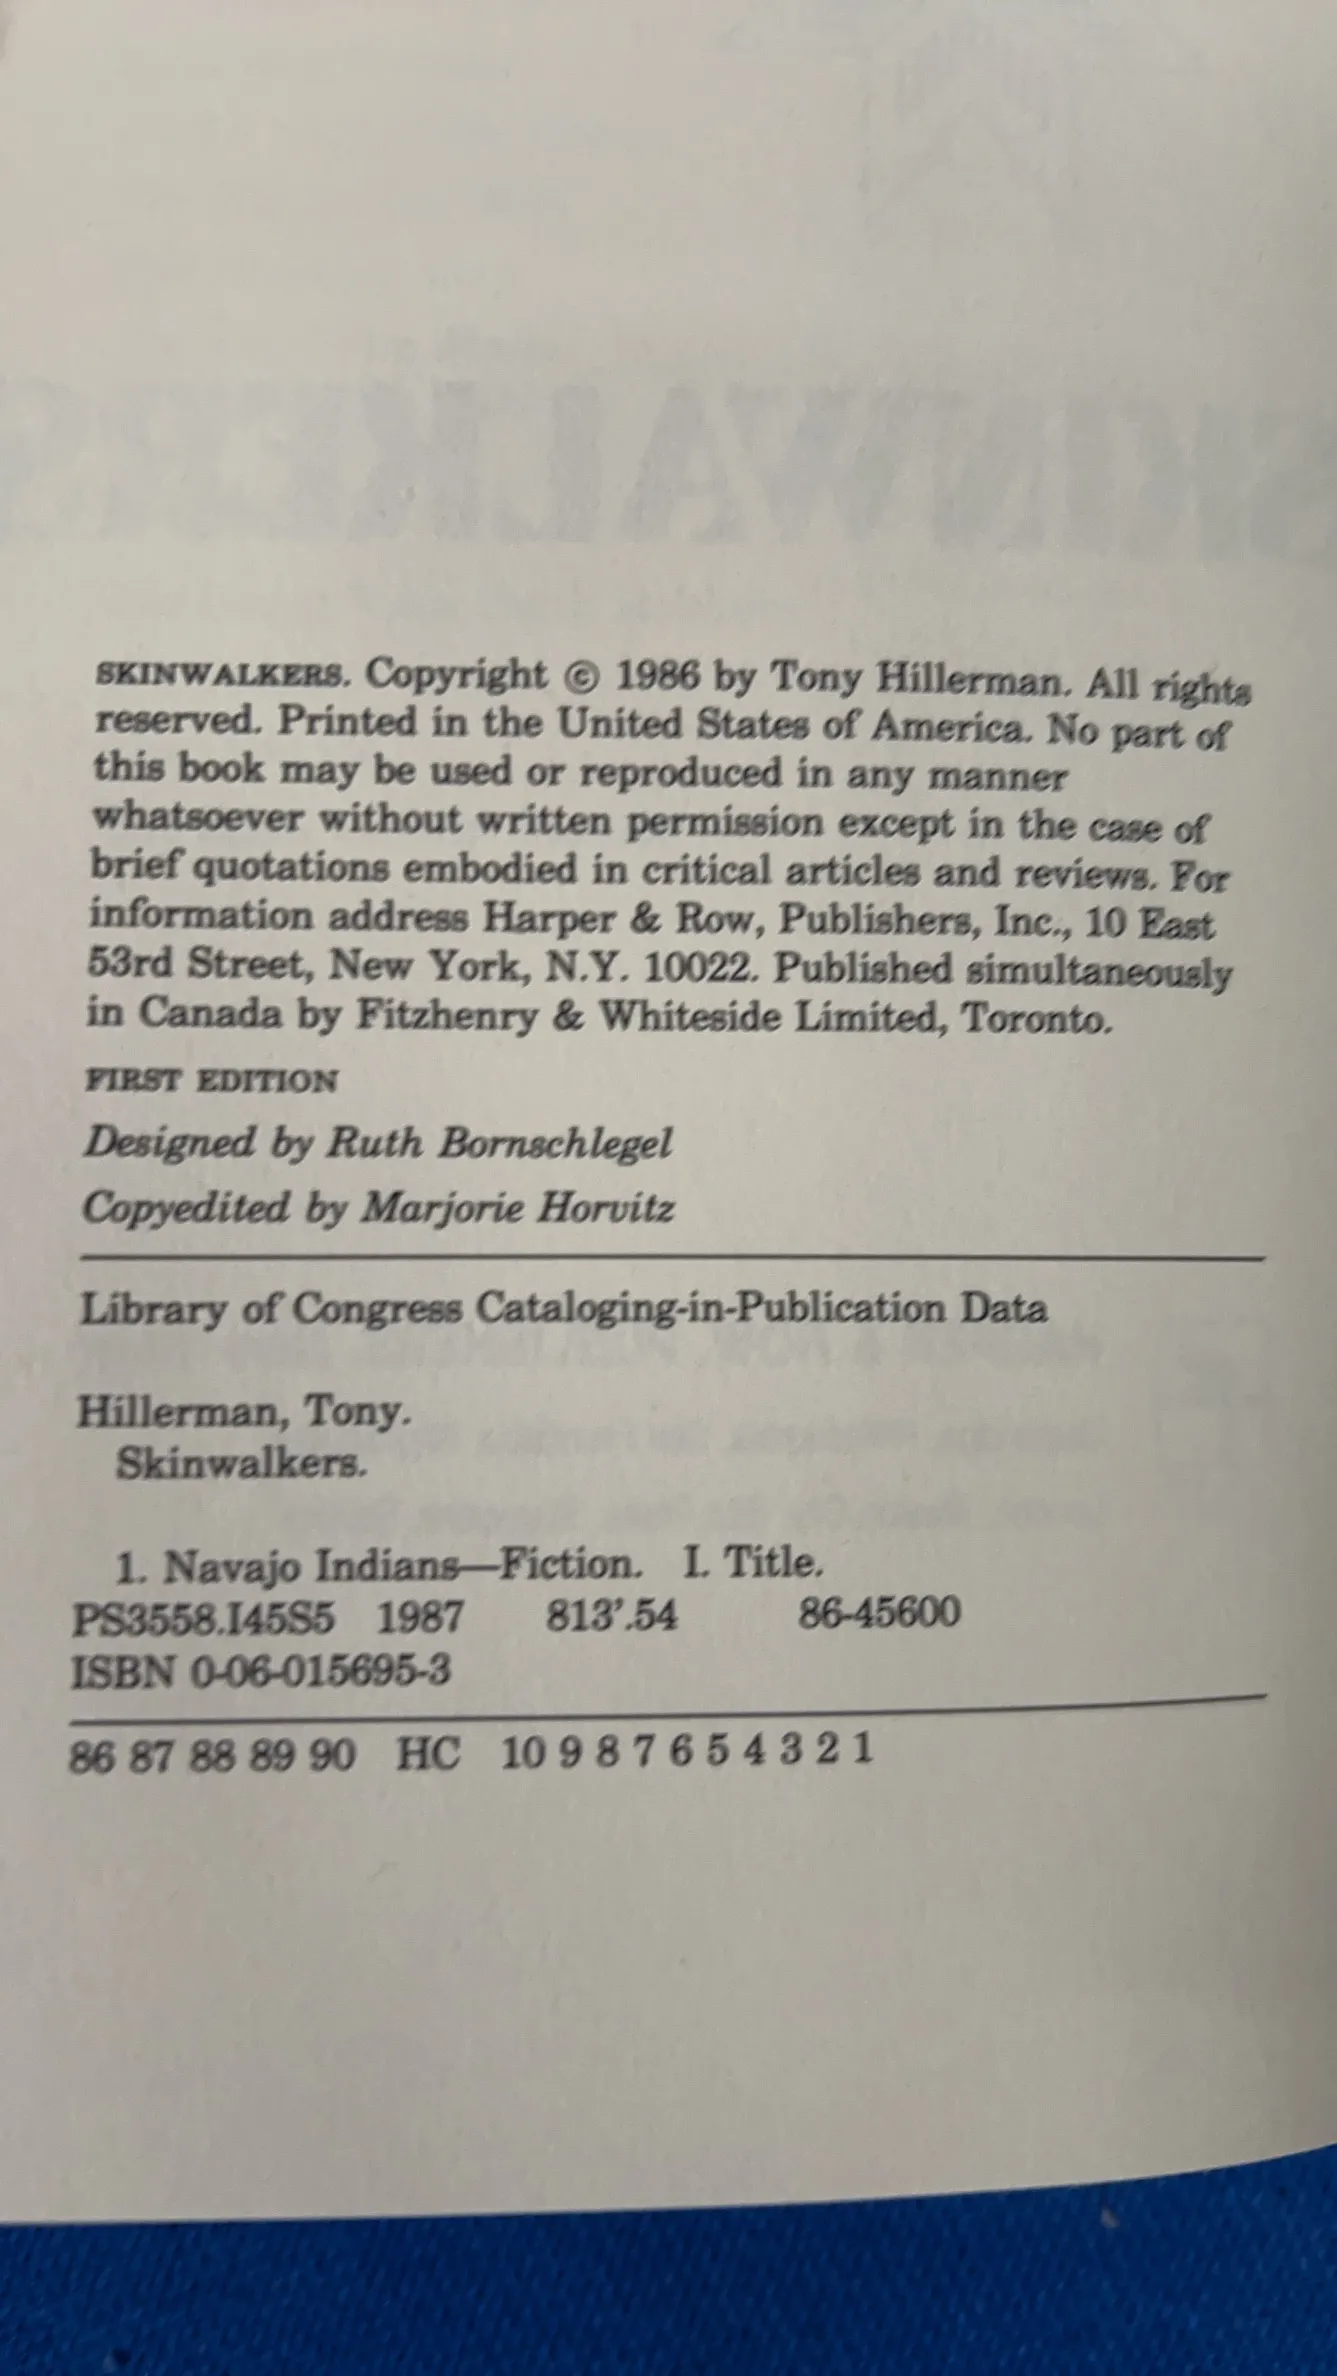 SKINWALKERS. Copyright © 1986 by Tony Hillerman. All rights
reserved. Printed in the United States of America. No part of
this book may be used or reproduced in any manner
whatsoever without written permission except in the case of
brief quotations embodied in critical articles and reviews. For
information address Harper & Row, Publishers, Inc., 10 East
53rd Street, New York, N.Y. 10022. Published simultaneously
in Canada by Fitzhenry & Whiteside Limited, Toronto.
FIRST EDITION
Designed by Ruth Bornschlegel
Copyedited by Marjorie Horvitz
Library of Congress Cataloging-in-Publication Data
Hillerman, Tony.
Skinwalkers.
1. Navajo Indians—Fiction. I. Title.
PS3558.I45S5 1987 813'.54 86-45600
ISBN 0-06-015695-3
86 87 88 89 90 HC 10 9 8 7 6 5 4 3 2 1